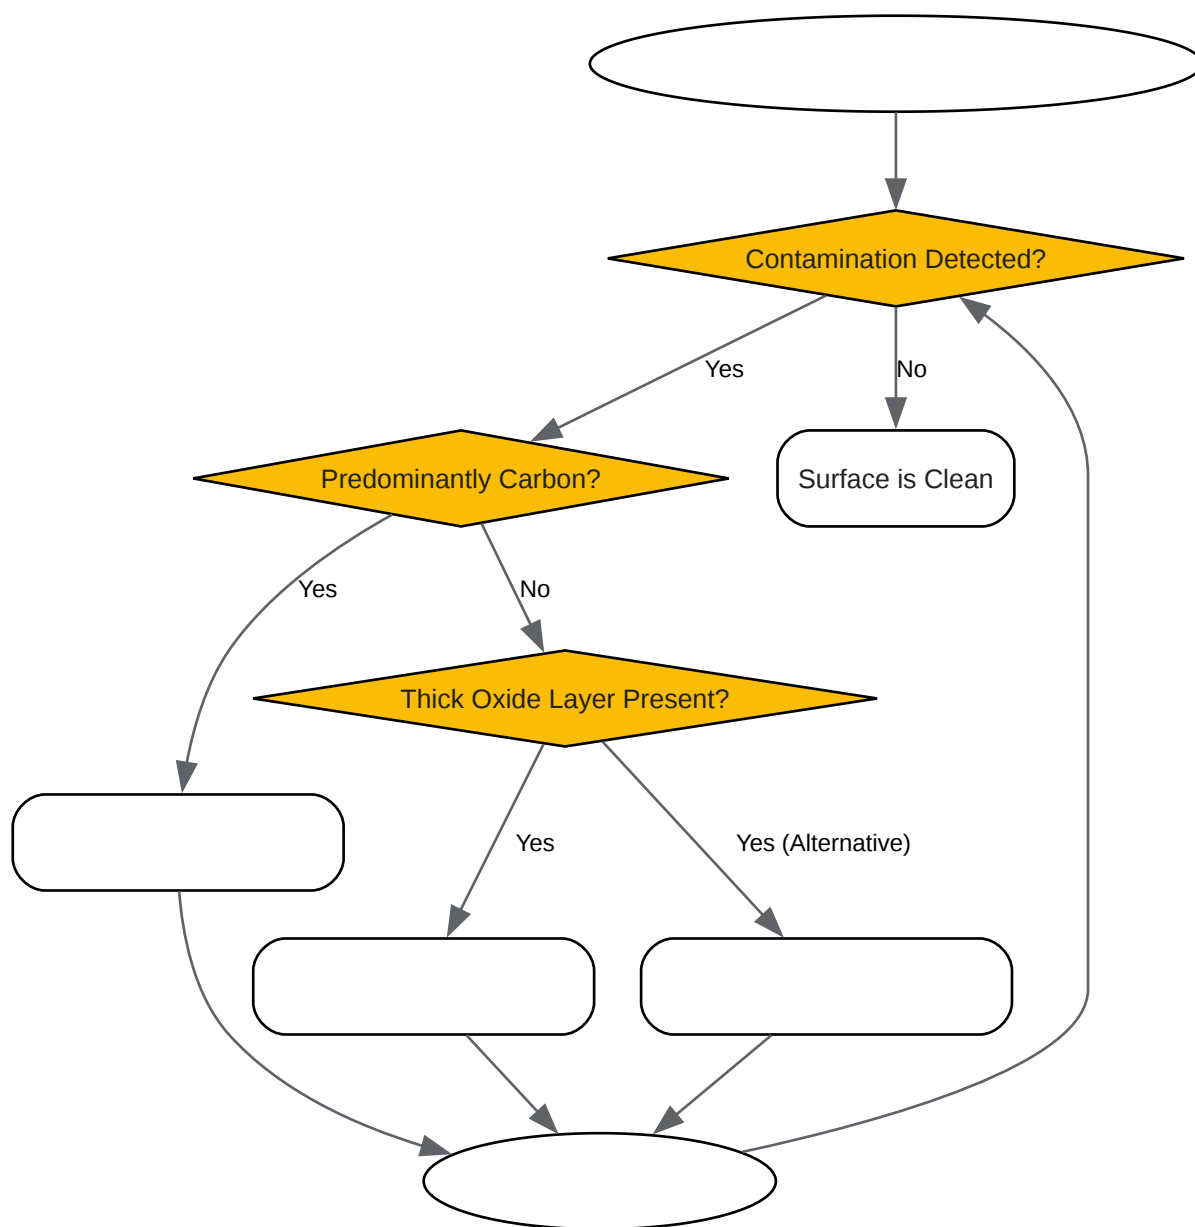 Contamination Detected?
Yes
No
Predominantly Carbon?
Surface is Clean
Yes
No
Thick Oxide Layer Present?
Yes
Yes (Alternative)